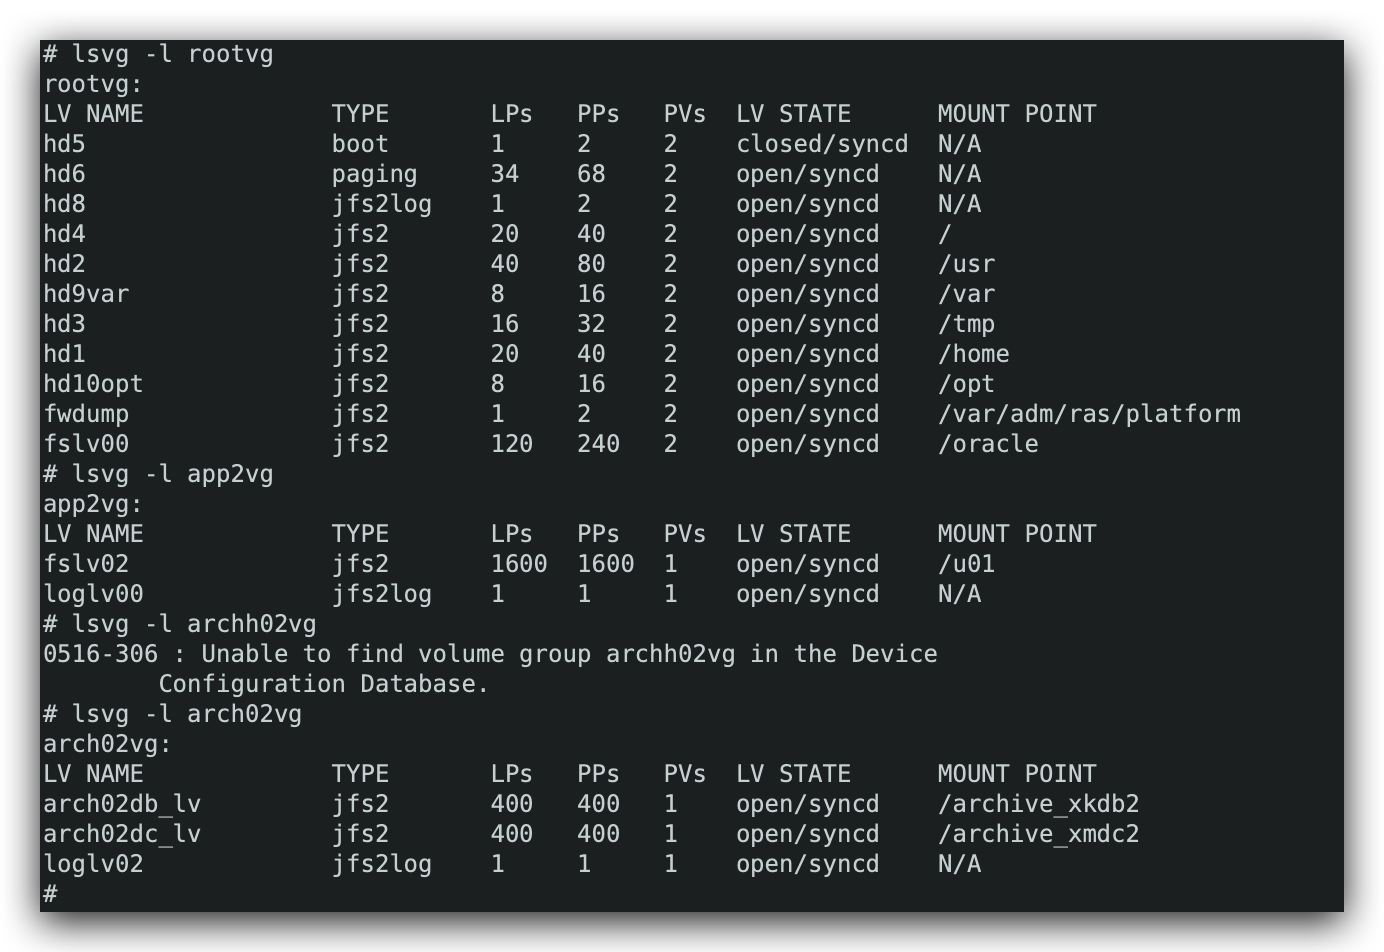 # lsvg -l rootvg
rootvg:
LV NAME             TYPE       LPs   PPs   PVs  LV STATE      MOUNT POINT
hd5                 boot       1     2     2    closed/syncd  N/A
hd6                 paging     34    68    2    open/syncd    N/A
hd8                 jfs2log    1     2     2    open/syncd    N/A
hd4                 jfs2       20    40    2    open/syncd    /
hd2                 jfs2       40    80    2    open/syncd    /usr
hd9var              jfs2       8     16    2    open/syncd    /var
hd3                 jfs2       16    32    2    open/syncd    /tmp
hd1                 jfs2       20    40    2    open/syncd    /home
hd10opt             jfs2       8     16    2    open/syncd    /opt
fwdump              jfs2       1     2     2    open/syncd    /var/adm/ras/platform
fslv00              jfs2       120   240   2    open/syncd    /oracle
# lsvg -l app2vg
app2vg:
LV NAME             TYPE       LPs   PPs   PVs  LV STATE      MOUNT POINT
fslv02              jfs2       1600  1600  1    open/syncd    /u01
loglv00             jfs2log    1     1     1    open/syncd    N/A
# lsvg -l archh02vg
0516-306 : Unable to find volume group archh02vg in the Device
        Configuration Database.
# lsvg -l arch02vg
arch02vg:
LV NAME             TYPE       LPs   PPs   PVs  LV STATE      MOUNT POINT
arch02db_lv         jfs2       400   400   1    open/syncd    /archive_xkdb2
arch02dc_lv         jfs2       400   400   1    open/syncd    /archive_xmdc2
loglv02             jfs2log    1     1     1    open/syncd    N/A
#